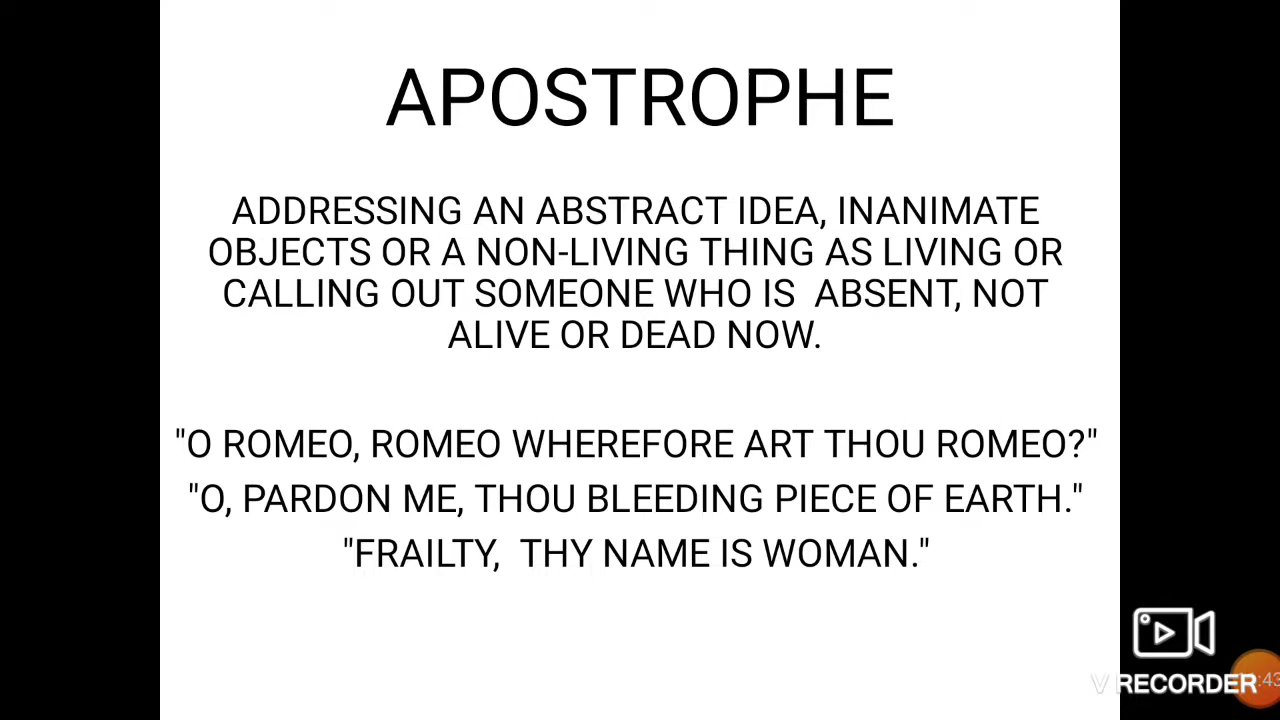 APOSTROPHE
ADDRESSING AN ABSTRACT IDEA, INANIMATE
OBJECTS OR A NON-LIVING THING AS LIVING OR
CALLING OUT SOMEONE WHO IS  ABSENT, NOT
ALIVE OR DEAD NOW.
"O ROMEO, ROMEO WHEREFORE ART THOU ROMEO?"
"O, PARDON ME, THOU BLEEDING PIECE OF EARTH."
"FRAILTY,  THY NAME IS WOMAN."
V RECORDER
:43